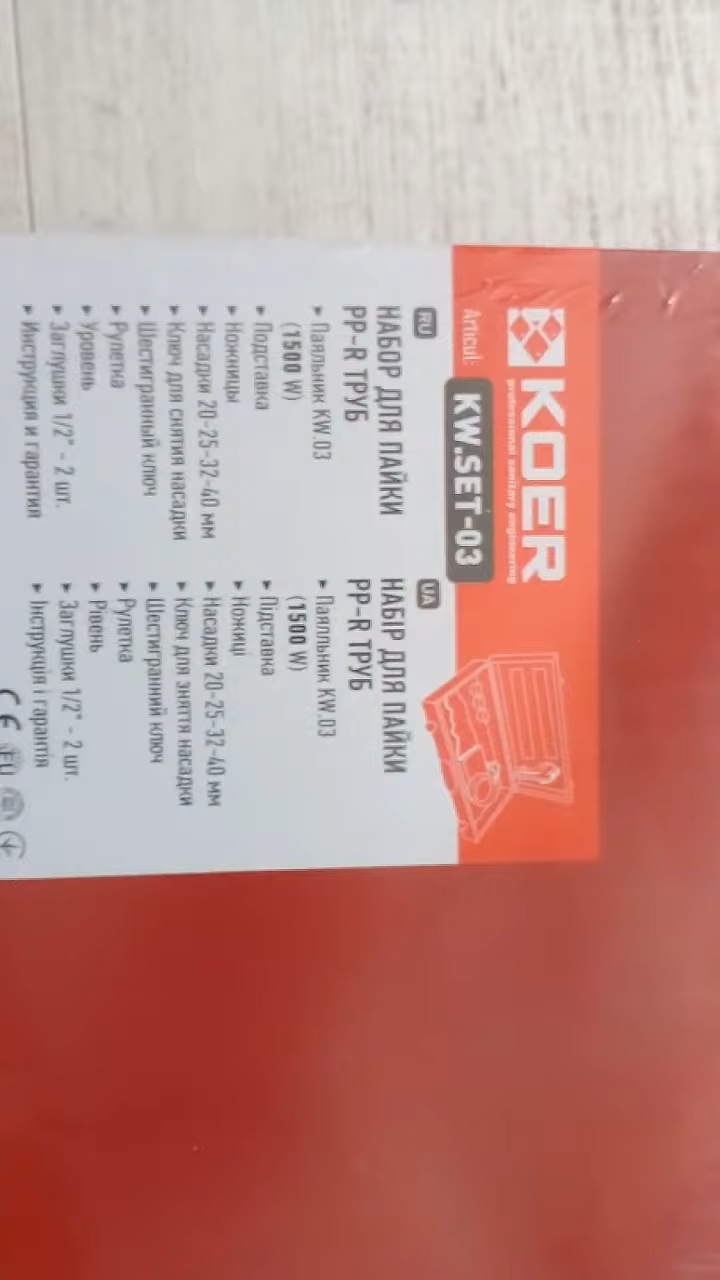 KOER
professional sanitary engineering
Articul: KW.SET-03
RU
НАБОР ДЛЯ ПАЙКИ
PP-R ТРУБ
▸ Паяльник KW.03
(1500 W)
▸ Подставка
▸ Ножницы
▸ Насадки 20-25-32-40 мм
▸ Ключ для снятия насадки
▸ Шестигранный ключ
▸ Рулетка
▸ Уровень
▸ Заглушки 1/2" - 2 шт.
▸ Инструкция и гарантия
UA
НАБІР ДЛЯ ПАЙКИ
PP-R ТРУБ
▸ Паяльник KW.03
(1500 W)
▸ Підставка
▸ Ножиці
▸ Насадки 20-25-32-40 мм
▸ Ключ для зняття насадки
▸ Шестигранний ключ
▸ Рулетка
▸ Рівень
▸ Заглушки 1/2" - 2 шт.
▸ Інструкція і гарантія
CE